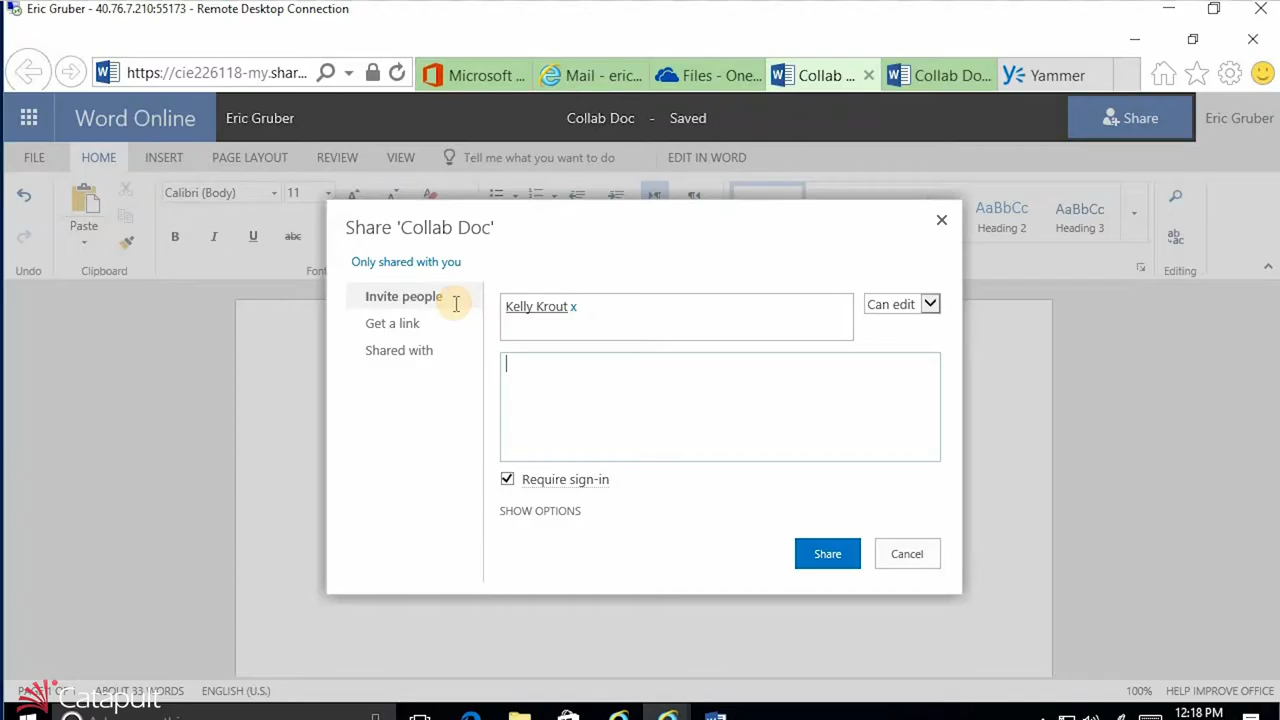 Eric Gruber - 40.76.7.210:55173 - Remote Desktop Connection
https://cie226118-my.shar...
Microsoft ...
Mail - eric...
Files - One...
Collab ...
Collab Do...
Yammer
Word Online
Eric Gruber
Collab Doc - Saved
Share
Eric Gruber
FILE
HOME
INSERT
PAGE LAYOUT
REVIEW
VIEW
Tell me what you want to do
EDIT IN WORD
Calibri (Body)
11
Paste
B
I
U
abc
AaBbCc
Heading 2
AaBbCc
Heading 3
Undo
Clipboard
Editing
Share 'Collab Doc'
Only shared with you
Invite people
Get a link
Shared with
Kelly Krout x
Can edit
Require sign-in
SHOW OPTIONS
Share
Cancel
ABOUT 33 WORDS
ENGLISH (U.S.)
100%
HELP IMPROVE OFFICE
Catapult
12:18 PM